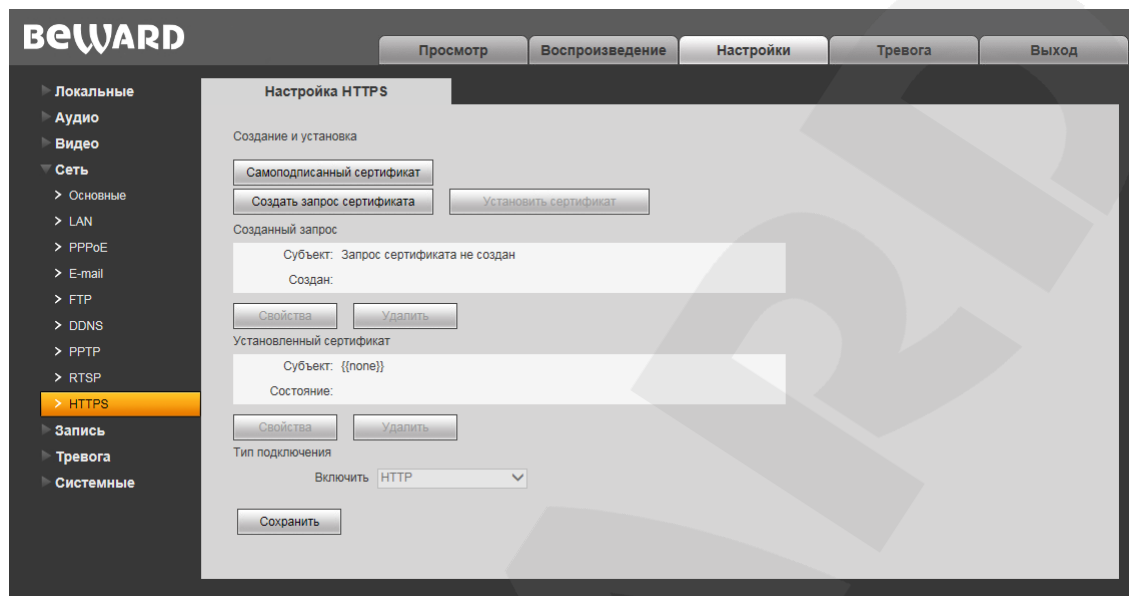 BEWARD
Просмотр Воспроизведение Настройки Тревога Выход
Локальные
Аудио
Видео
Сеть
Основные
LAN
PPPoE
E-mail
FTP
DDNS
PPTP
RTSP
HTTPS
Запись
Тревога
Системные
Настройка HTTPS
Создание и установка
Самоподписанный сертификат
Создать запрос сертификата Установить сертификат
Созданный запрос
Субъект: Запрос сертификата не создан
Создан:
Свойства Удалить
Установленный сертификат
Субъект: {{none}}
Состояние:
Свойства Удалить
Тип подключения
Включить HTTP
Сохранить